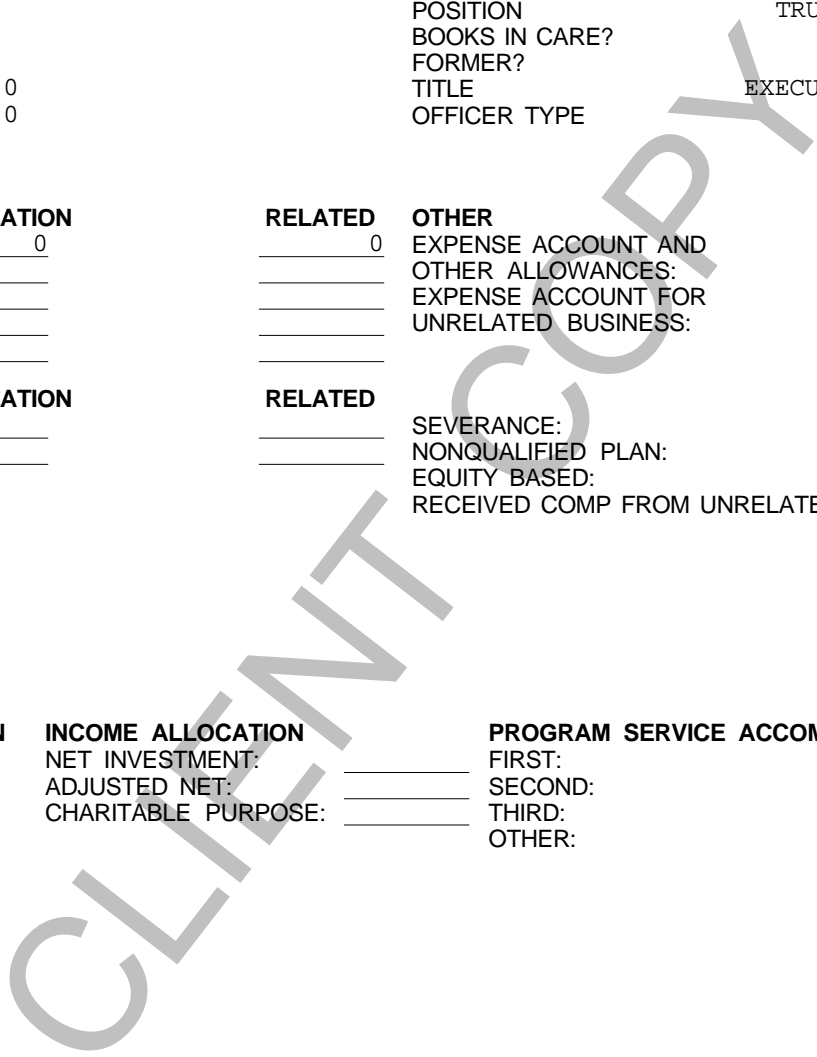 POSITION TRU
BOOKS IN CARE?
FORMER?
0 TITLE EXECU
0 OFFICER TYPE
ATION RELATED OTHER
0 0 EXPENSE ACCOUNT AND
OTHER ALLOWANCES:
EXPENSE ACCOUNT FOR
UNRELATED BUSINESS:
ATION RELATED
SEVERANCE:
NONQUALIFIED PLAN:
EQUITY BASED:
RECEIVED COMP FROM UNRELATE
N INCOME ALLOCATION PROGRAM SERVICE ACCOM
NET INVESTMENT: FIRST:
ADJUSTED NET: SECOND:
CHARITABLE PURPOSE: THIRD:
OTHER:
CLIENT COPY